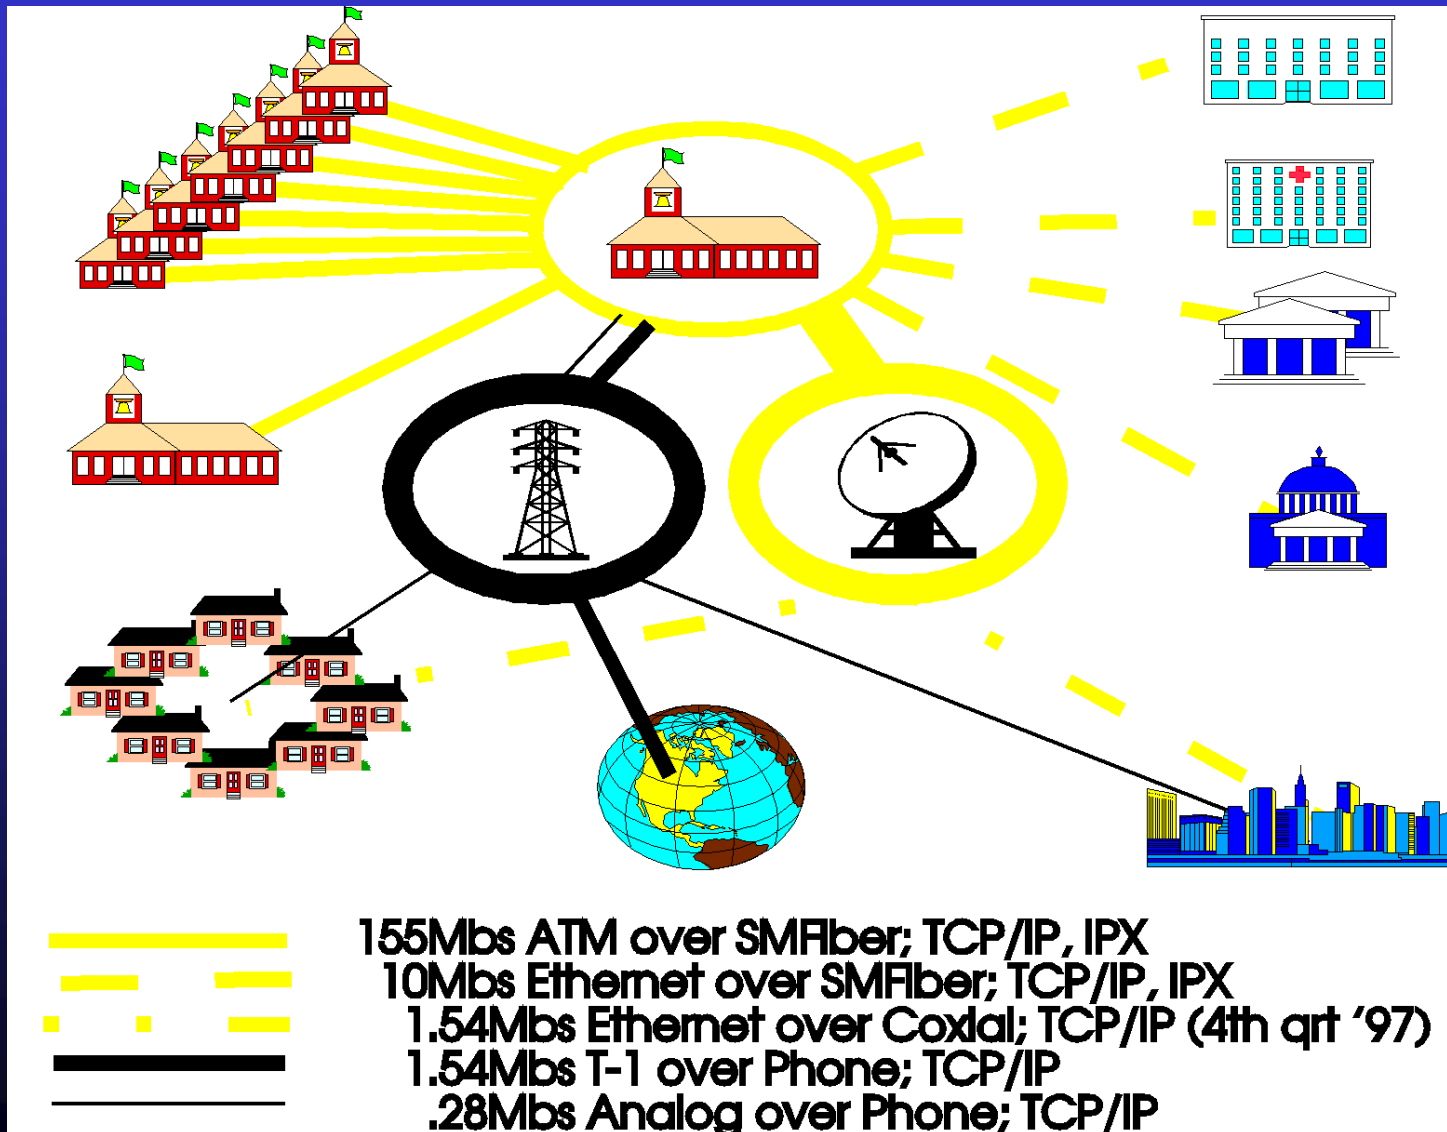 155Mbs ATM over SMFiber; TCP/IP, IPX
10Mbs Ethernet over SMFiber; TCP/IP, IPX
1.54Mbs Ethernet over Coxial; TCP/IP (4th qrt '97)
1.54Mbs T-1 over Phone; TCP/IP
.28Mbs Analog over Phone; TCP/IP